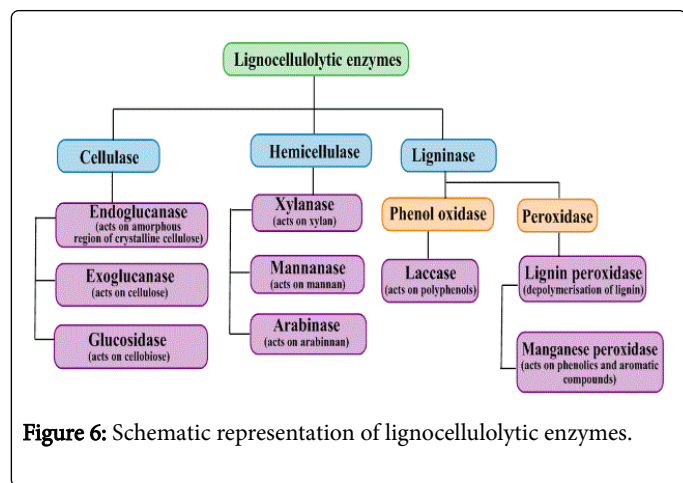 Lignocellulolytic enzymes
Cellulase
Hemicellulase
Ligninase
Endoglucanase
(acts on amorphous
region of crystalline cellulose)
Exoglucanase
(acts on cellulose)
Glucosidase
(acts on cellobiose)
Xylanase
(acts on xylan)
Mannanase
(acts on mannan)
Arabinase
(acts on arabinnan)
Phenol oxidase
Peroxidase
Laccase
(acts on polyphenols)
Lignin peroxidase
(depolymerisation of lignin)
Manganese peroxidase
(acts on phenolics and aromatic
compounds)
Figure 6: Schematic representation of lignocellulolytic enzymes.